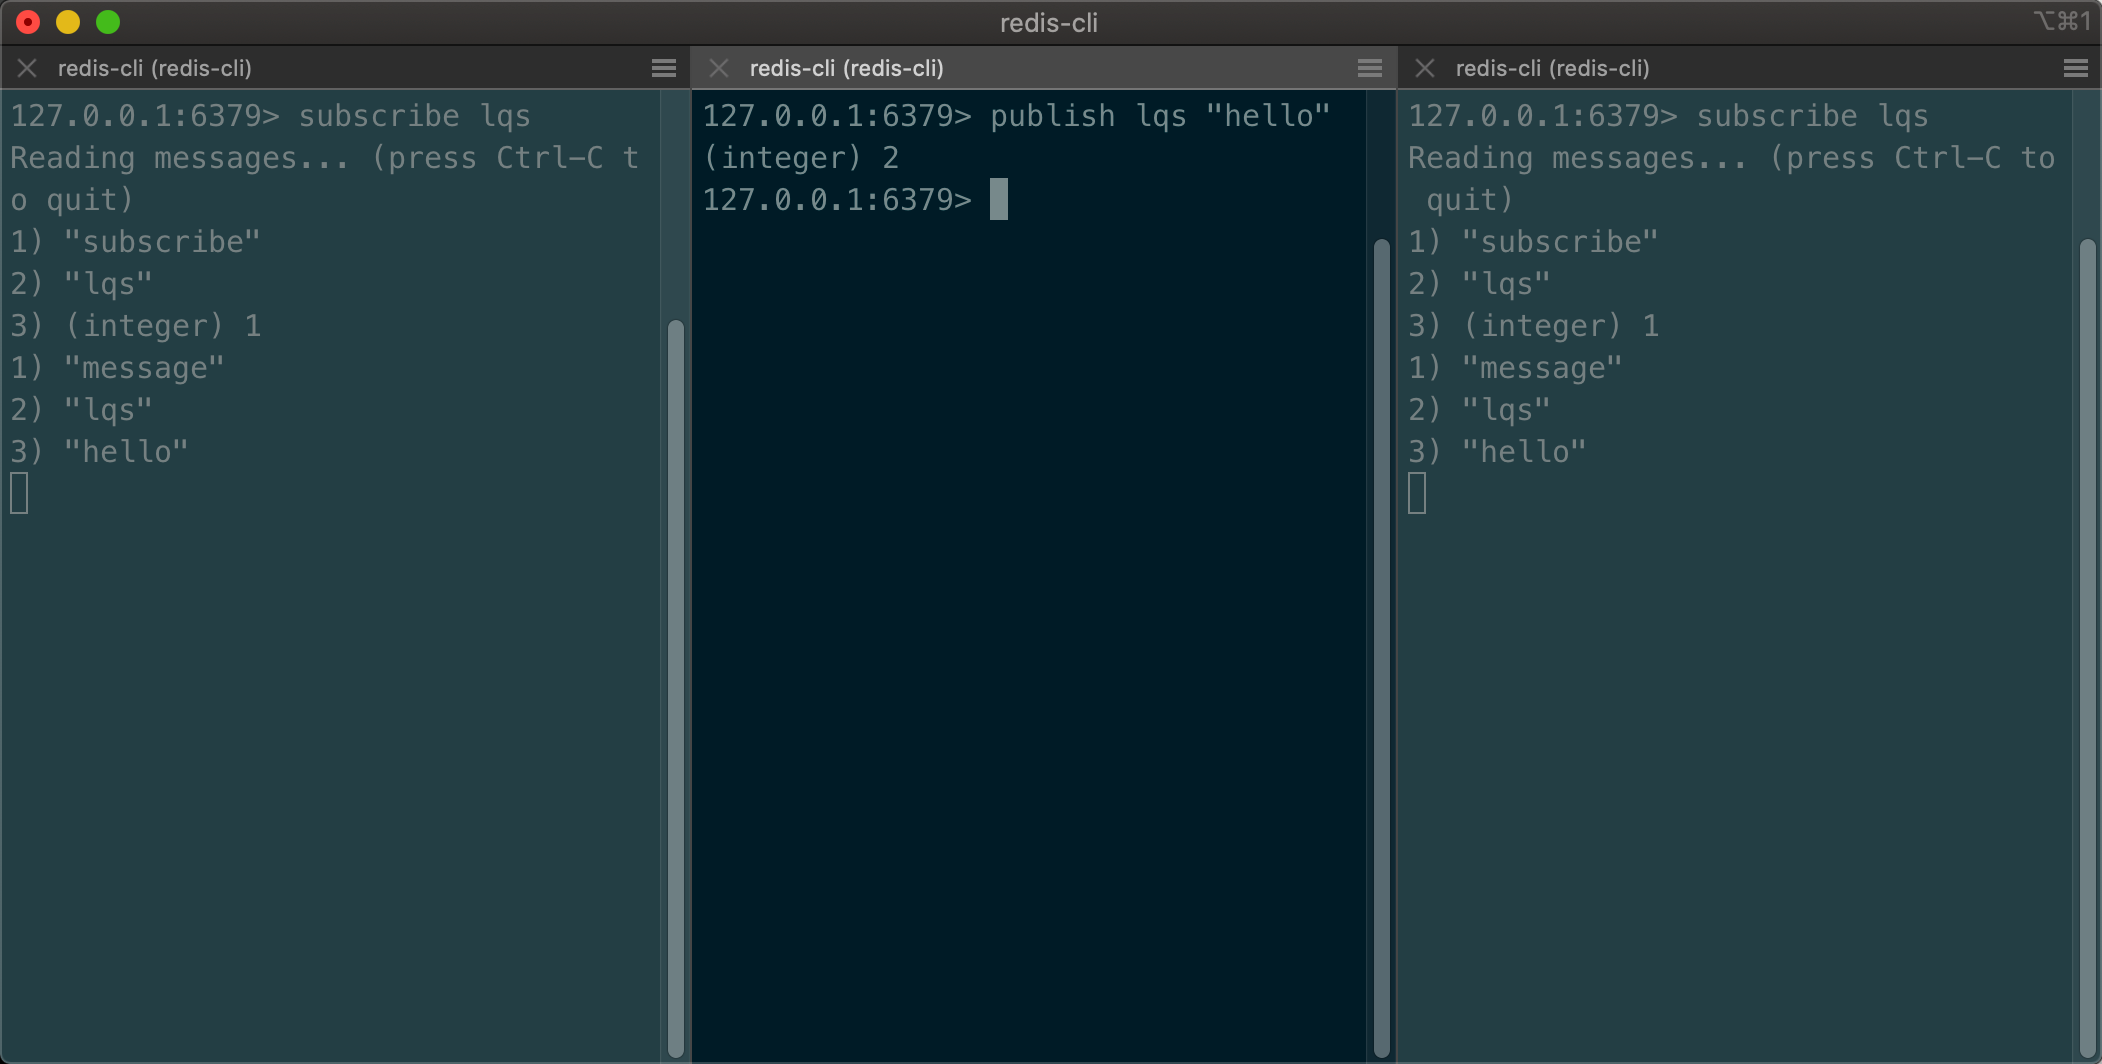 redis-cli
⌥⌘1
redis-cli (redis-cli)
127.0.0.1:6379> subscribe lqs
Reading messages... (press Ctrl-C t
o quit)
1) "subscribe"
2) "lqs"
3) (integer) 1
1) "message"
2) "lqs"
3) "hello"
redis-cli (redis-cli)
127.0.0.1:6379> publish lqs "hello"
(integer) 2
127.0.0.1:6379>
redis-cli (redis-cli)
127.0.0.1:6379> subscribe lqs
Reading messages... (press Ctrl-C to
 quit)
1) "subscribe"
2) "lqs"
3) (integer) 1
1) "message"
2) "lqs"
3) "hello"